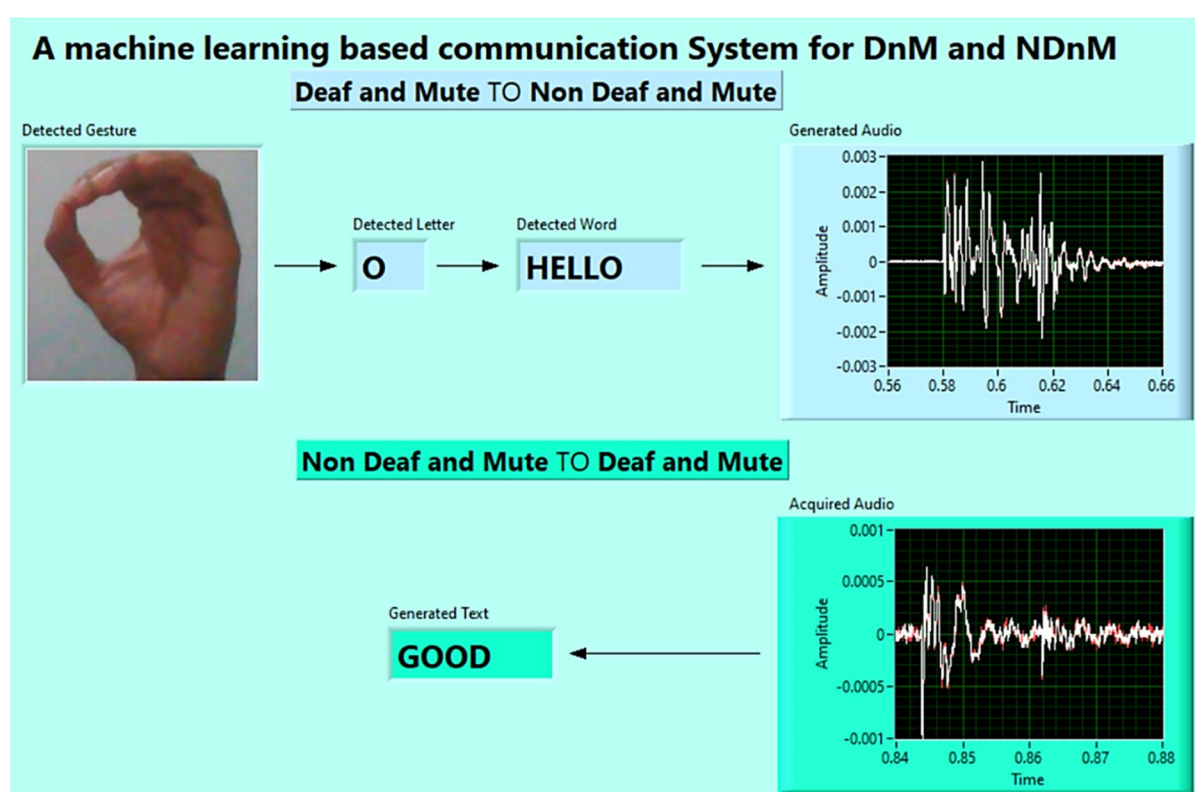 A machine learning based communication System for DnM and NDnM
Deaf and Mute TO Non Deaf and Mute
Detected Gesture
Detected Letter
O
Detected Word
HELLO
Generated Audio
Amplitude
0.003
0.002
0.001
0
-0.001
-0.002
-0.003
0.56 0.58 0.6 0.62 0.64 0.66
Time
Non Deaf and Mute TO Deaf and Mute
Acquired Audio
Amplitude
0.001
0.0005
0
-0.0005
-0.001
0.84 0.85 0.86 0.87 0.88
Time
Generated Text
GOOD